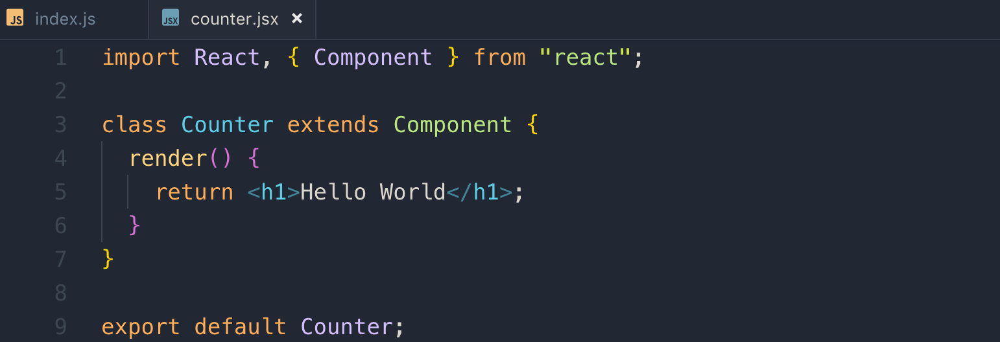 JS index.js JSX counter.jsx ×
1 import React, { Component } from "react";
2
3 class Counter extends Component {
4   render() {
5     return <h1>Hello World</h1>;
6   }
7 }
8
9 export default Counter;